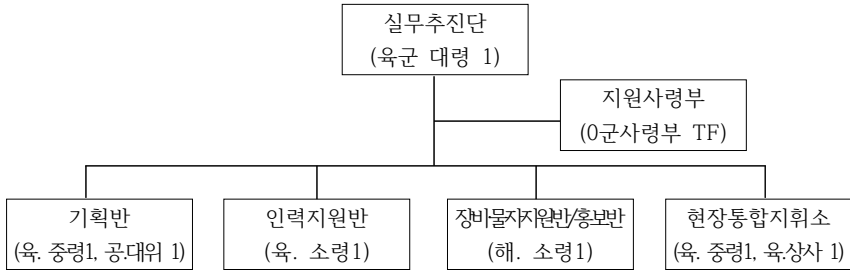 실무추진단
(육군 대령 1)
지원사령부
(0군사령부 TF)
기획반
(육. 중령1, 공.대위 1)
인력지원반
(육. 소령1)
장비·물자지원반/홍보반
(해. 소령1)
현장통합지휘소
(육. 중령1, 육.상사 1)